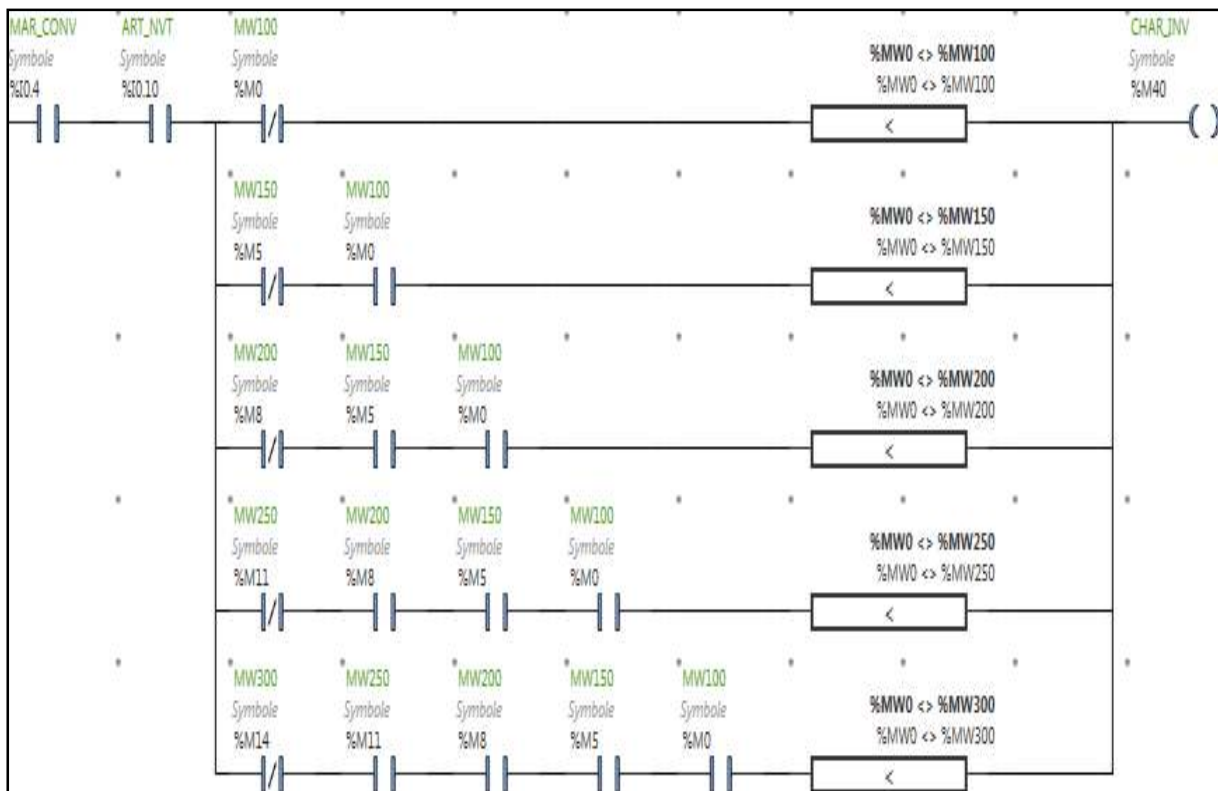 MAR_CONV ART_NVT MW100 CHAR_INV
Symbole Symbole Symbole %MW0 <> %MW100 Symbole
%I0.4 %I0.10 %M0 %MW0 <> %MW100 %M40
<
MW150 MW100
Symbole Symbole %MW0 <> %MW150
%M5 %M0 %MW0 <> %MW150
<
MW200 MW150 MW100
Symbole Symbole Symbole %MW0 <> %MW200
%M8 %M5 %M0 %MW0 <> %MW200
<
MW250 MW200 MW150 MW100
Symbole Symbole Symbole Symbole %MW0 <> %MW250
%M11 %M8 %M5 %M0 %MW0 <> %MW250
<
MW300 MW250 MW200 MW150 MW100
Symbole Symbole Symbole Symbole Symbole %MW0 <> %MW300
%M14 %M11 %M8 %M5 %M0 %MW0 <> %MW300
<